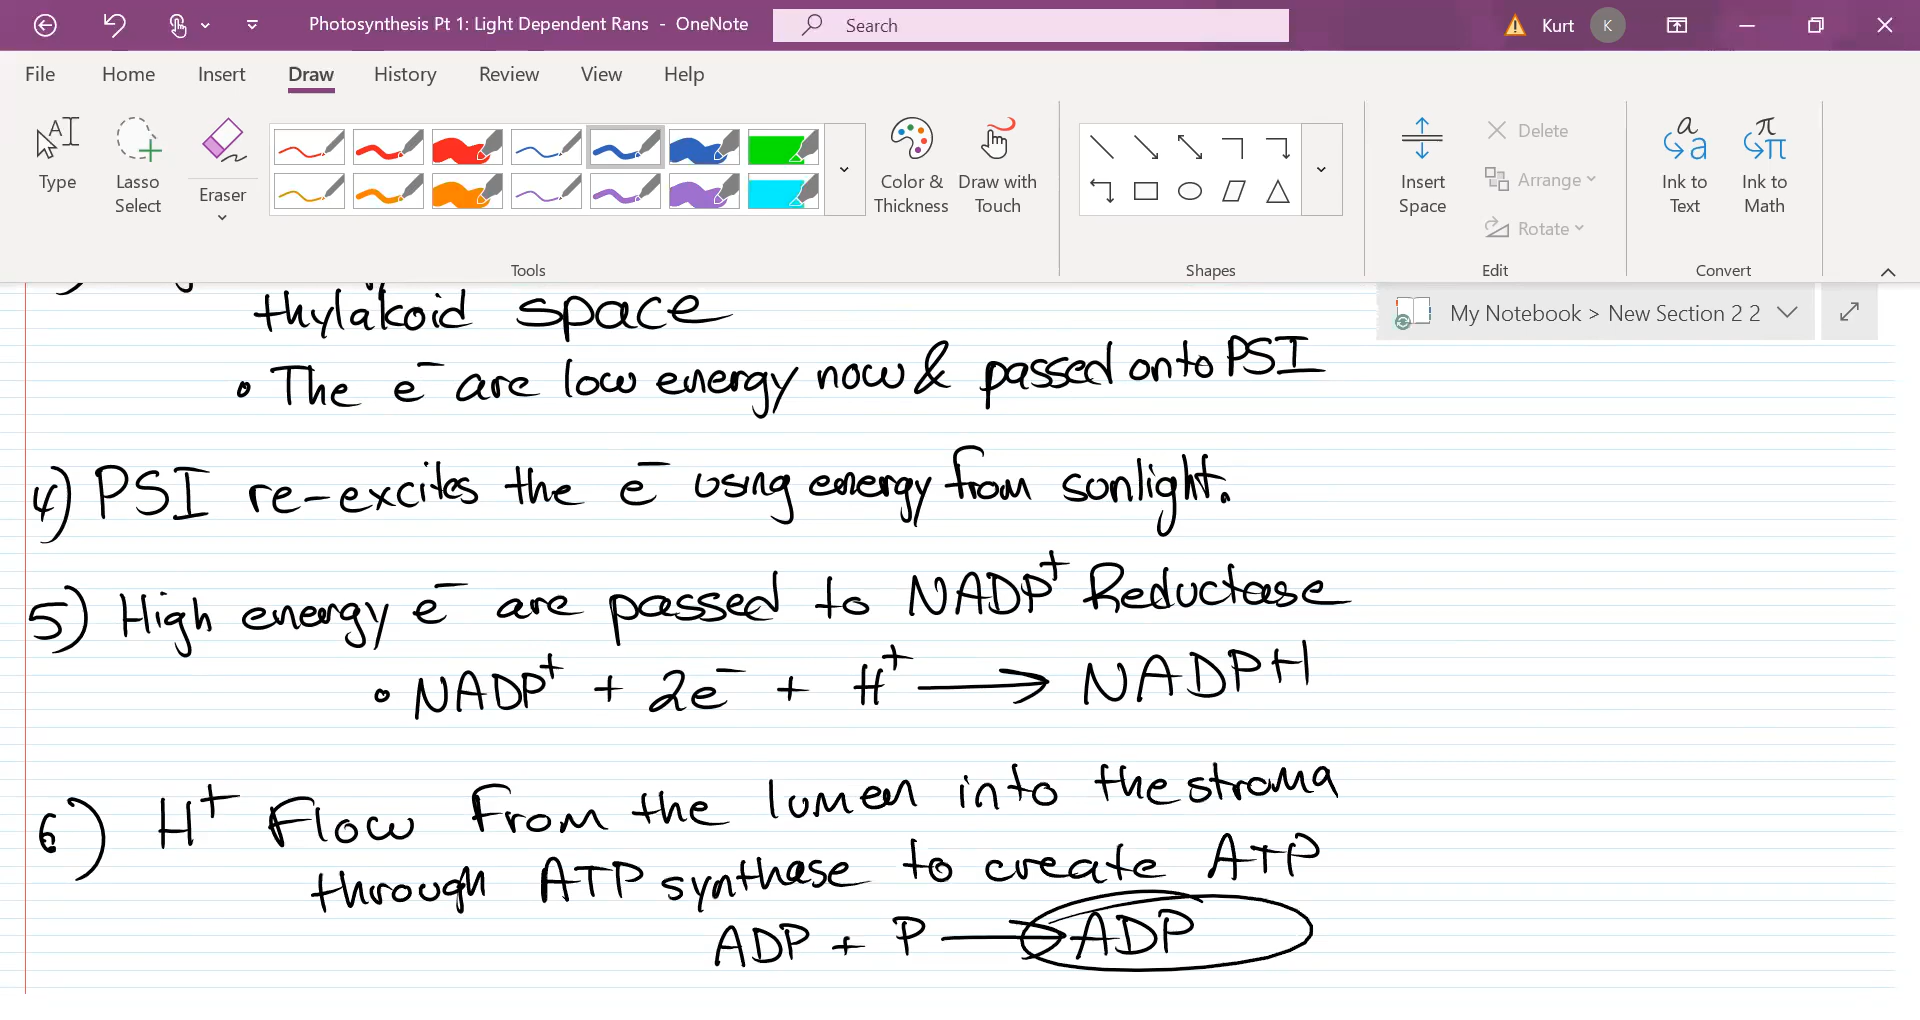 Photosynthesis Pt 1: Light Dependent Rans - OneNote
Search
Kurt
K
File Home Insert Draw History Review View Help
Type
Lasso Select
Eraser
Color & Thickness
Draw with Touch
Insert Space
Delete
Arrange
Rotate
Ink to Text
Ink to Math
Tools
Shapes
Edit
Convert
My Notebook > New Section 2 2
thylakoid space
• The e⁻ are low energy now & passed onto PSI
4) PSI re-excites the e⁻ using energy from sonlight.
5) High energy e⁻ are passed to NADP⁺ Reductase
• NADP⁺ + 2e⁻ + H⁺ → NADPH
6) H⁺ Flow From the lumen into the stroma
through ATP synthase to create ATP
ADP + P → ADP